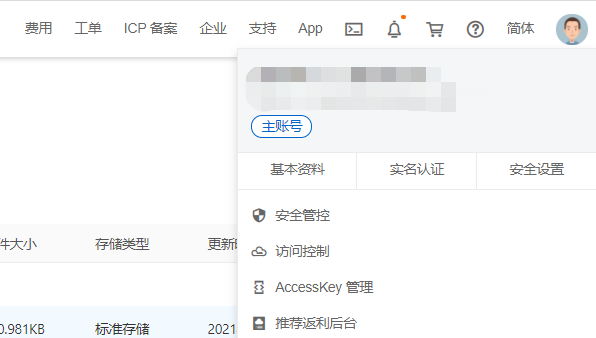 费用 工单 ICP 备案 企业 支持 App 简体
主账号
基本资料 实名认证 安全设置
安全管控
件大小 存储类型 更新时
访问控制
AccessKey 管理
推荐返利后台
0.981KB 标准存储 2021